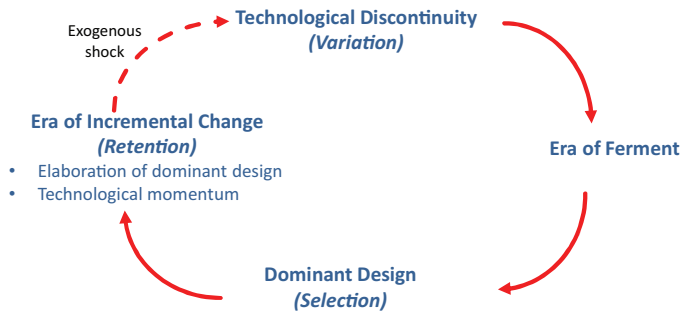 Technological Discontinuity
(Variation)
Exogenous
shock
Era of Incremental Change
(Retention)
• Elaboration of dominant design
• Technological momentum
Era of Ferment
Dominant Design
(Selection)